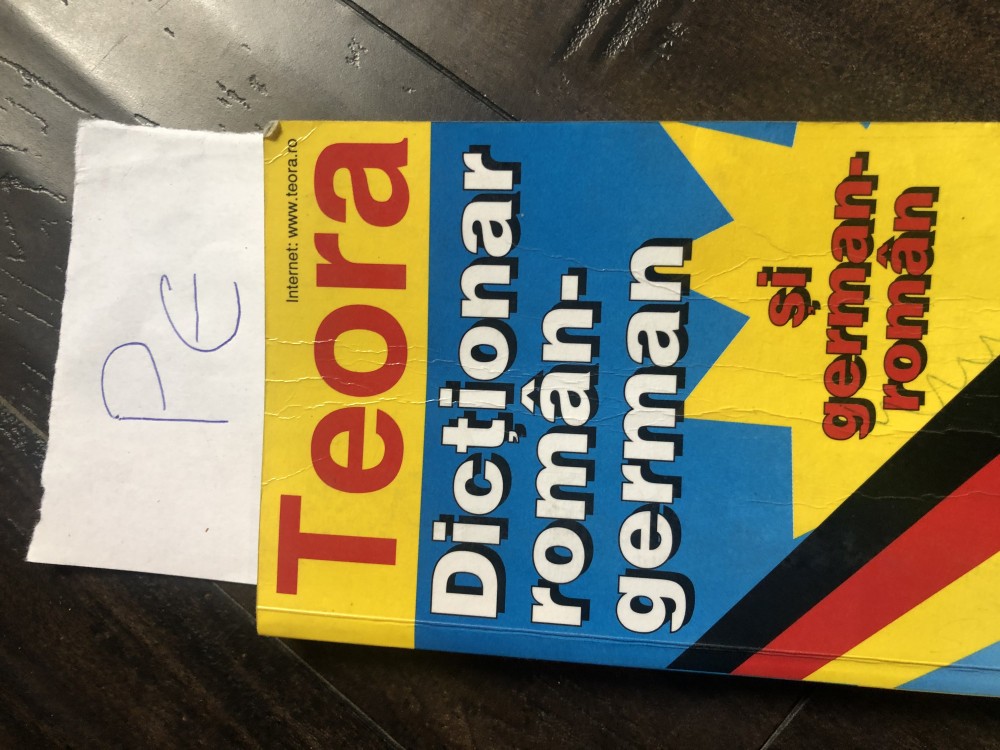 PE
Internet: www.teora.ro
Teora
Dicționar
român-
german
și
german-
român